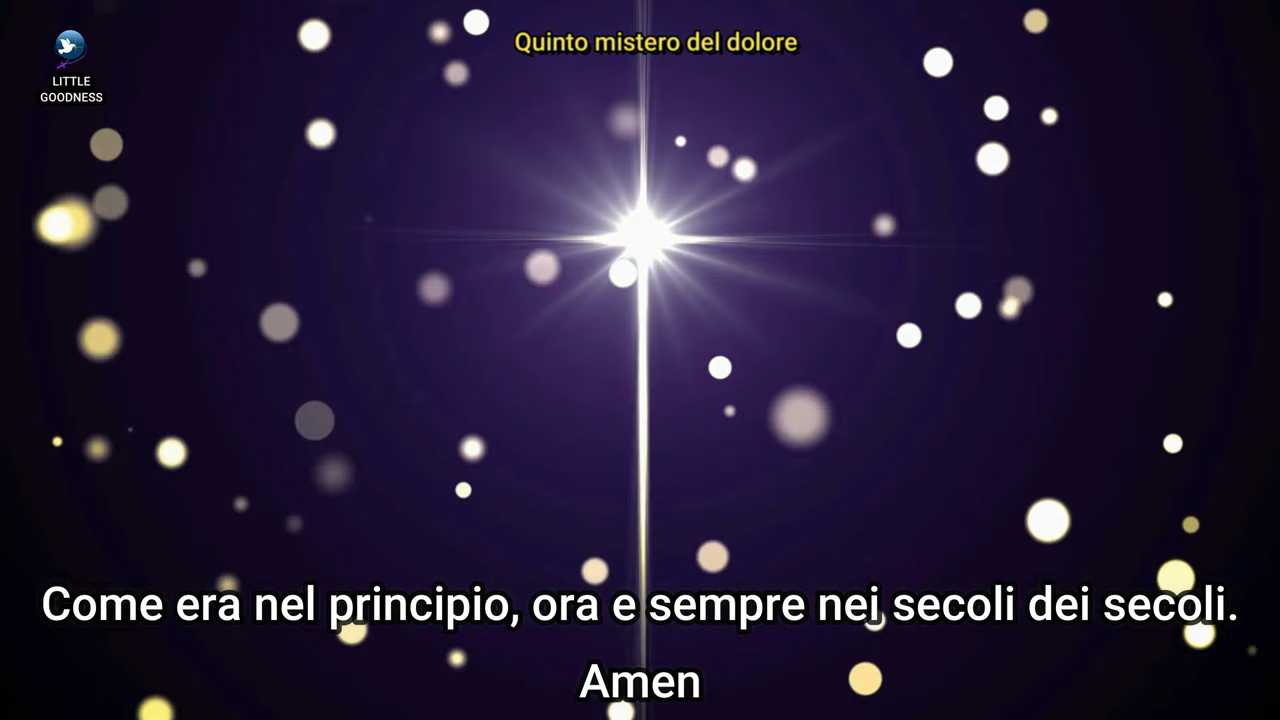 Quinto mistero del dolore
LITTLE
GOODNESS
Come era nel principio, ora e sempre nei secoli dei secoli.
Amen